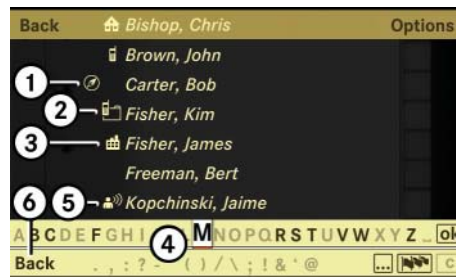 Back Bishop, Chris Options
Brown, John
1 Carter, Bob
2 Fisher, Kim
3 Fisher, James
Freeman, Bert
6 5 Kopchinski, Jaime
A B C D E F G H I 4 M N O P Q R S T U V W X Y Z _ ok
Back . , : ? - ( ) / \ ; ! & ' @ ... c